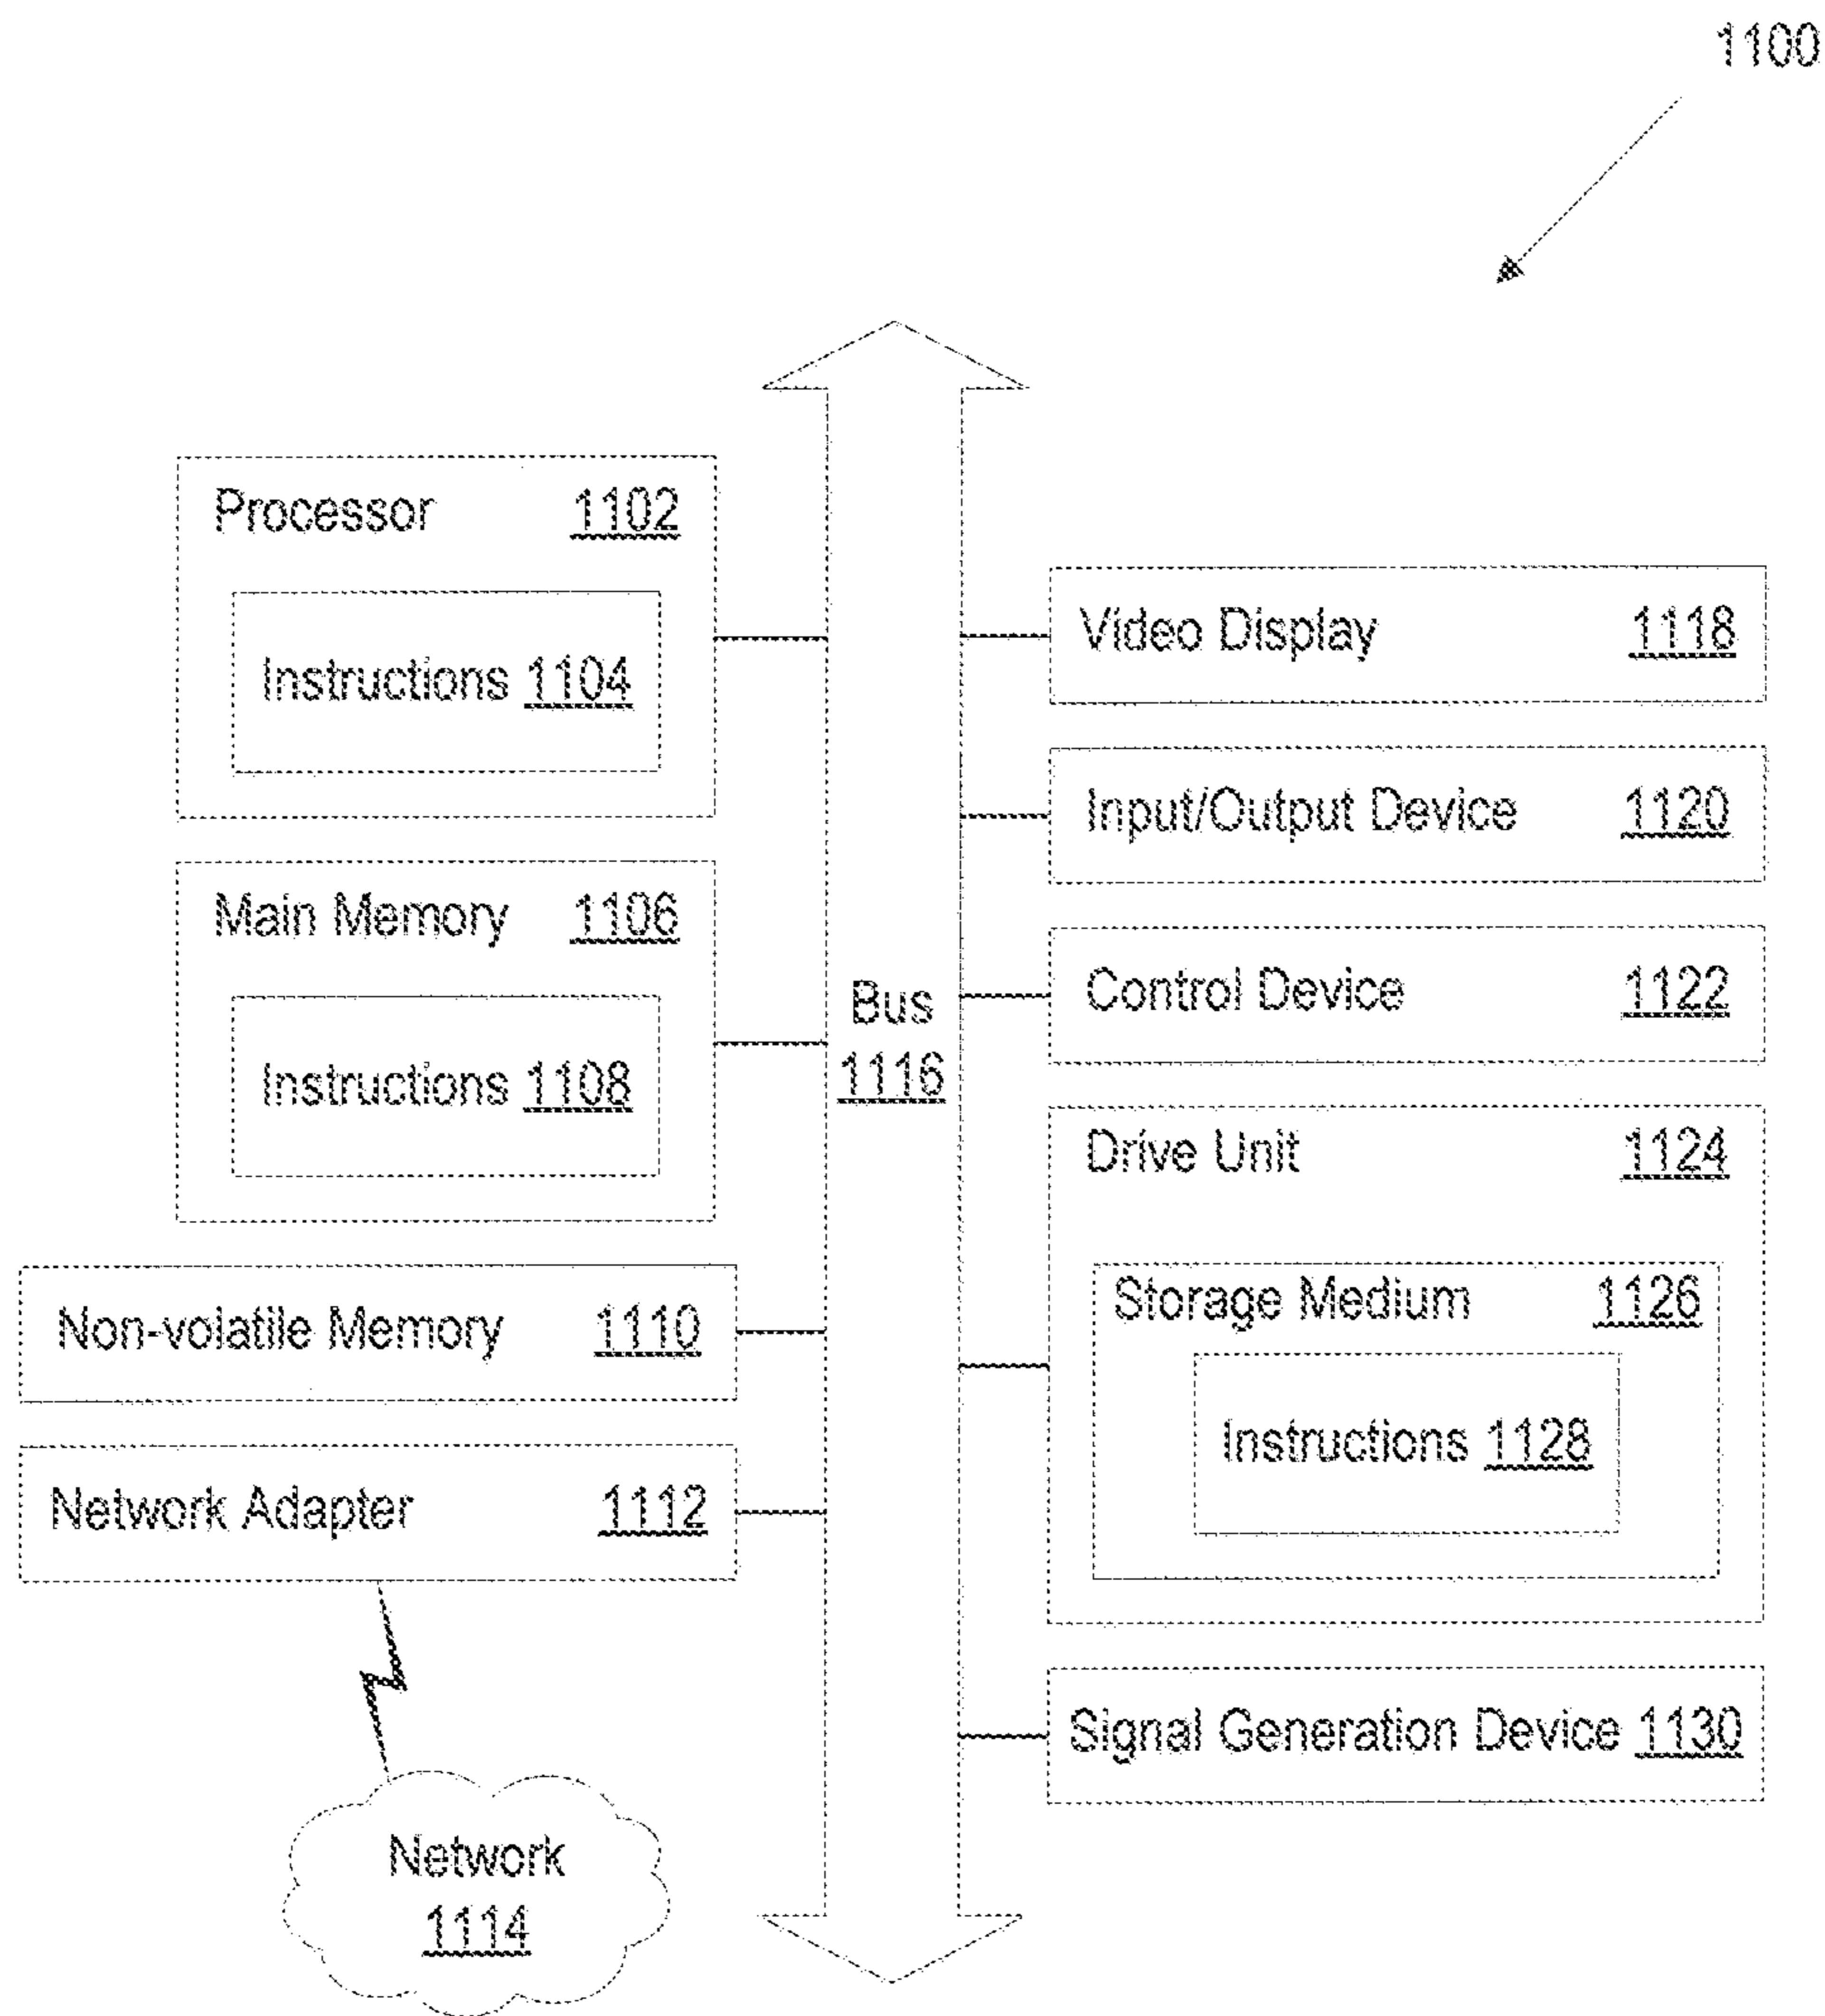 1100
Processor 1102
Instructions 1104
Main Memory 1106
Instructions 1108
Non-volatile Memory 1110
Network Adapter 1112
Network
1114
Bus
1116
Video Display 1118
Input/Output Device 1120
Control Device 1122
Drive Unit 1124
Storage Medium 1126
Instructions 1128
Signal Generation Device 1130